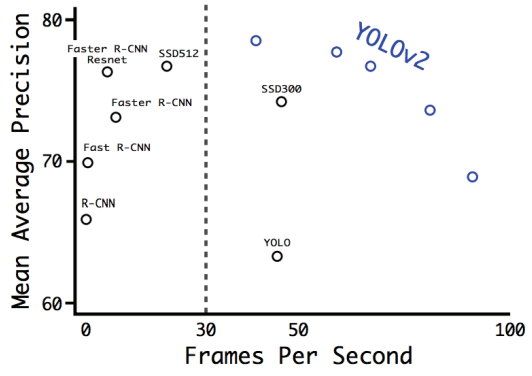 80
Faster R-CNN
Resnet
SSD512
YOLOv2
SSD300
Faster R-CNN
70
Fast R-CNN
R-CNN
YOLO
60
Mean Average Precision
0
30
50
100
Frames Per Second